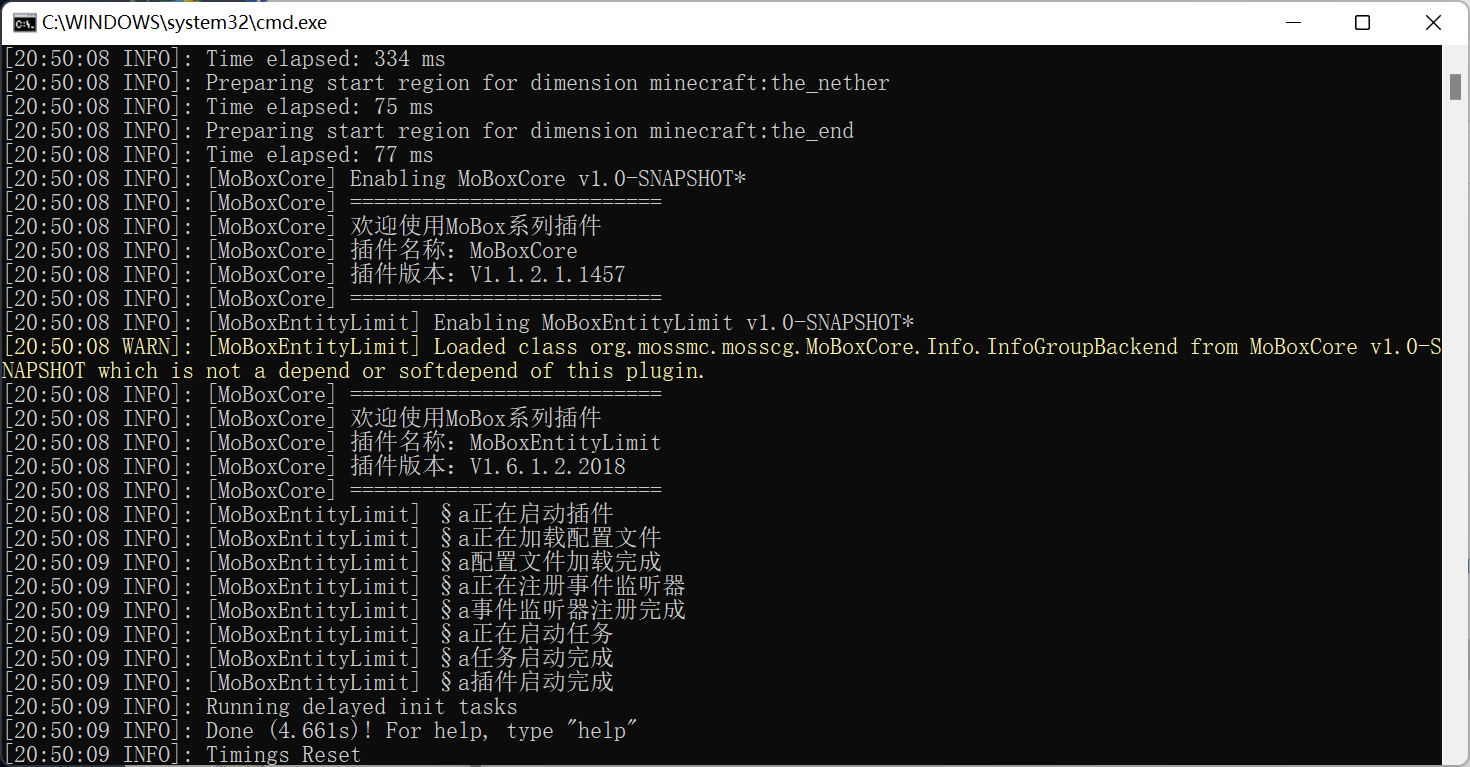 C:\WINDOWS\system32\cmd.exe
[20:50:08 INFO]: Time elapsed: 334 ms
[20:50:08 INFO]: Preparing start region for dimension minecraft:the_nether
[20:50:08 INFO]: Time elapsed: 75 ms
[20:50:08 INFO]: Preparing start region for dimension minecraft:the_end
[20:50:08 INFO]: Time elapsed: 77 ms
[20:50:08 INFO]: [MoBoxCore] Enabling MoBoxCore v1.0-SNAPSHOT*
[20:50:08 INFO]: [MoBoxCore] ==========================
[20:50:08 INFO]: [MoBoxCore] 欢迎使用MoBox系列插件
[20:50:08 INFO]: [MoBoxCore] 插件名称：MoBoxCore
[20:50:08 INFO]: [MoBoxCore] 插件版本：V1.1.2.1.1457
[20:50:08 INFO]: [MoBoxCore] ==========================
[20:50:08 INFO]: [MoBoxEntityLimit] Enabling MoBoxEntityLimit v1.0-SNAPSHOT*
[20:50:08 WARN]: [MoBoxEntityLimit] Loaded class org.mossmc.mosscg.MoBoxCore.Info.InfoGroupBackend from MoBoxCore v1.0-S
NAPSHOT which is not a depend or softdepend of this plugin.
[20:50:08 INFO]: [MoBoxCore] ==========================
[20:50:08 INFO]: [MoBoxCore] 欢迎使用MoBox系列插件
[20:50:08 INFO]: [MoBoxCore] 插件名称：MoBoxEntityLimit
[20:50:08 INFO]: [MoBoxCore] 插件版本：V1.6.1.2.2018
[20:50:08 INFO]: [MoBoxCore] ==========================
[20:50:08 INFO]: [MoBoxEntityLimit] §a正在启动插件
[20:50:08 INFO]: [MoBoxEntityLimit] §a正在加载配置文件
[20:50:09 INFO]: [MoBoxEntityLimit] §a配置文件加载完成
[20:50:09 INFO]: [MoBoxEntityLimit] §a正在注册事件监听器
[20:50:09 INFO]: [MoBoxEntityLimit] §a事件监听器注册完成
[20:50:09 INFO]: [MoBoxEntityLimit] §a正在启动任务
[20:50:09 INFO]: [MoBoxEntityLimit] §a任务启动完成
[20:50:09 INFO]: [MoBoxEntityLimit] §a插件启动完成
[20:50:09 INFO]: Running delayed init tasks
[20:50:09 INFO]: Done (4.661s)! For help, type "help"
[20:50:09 INFO]: Timings Reset